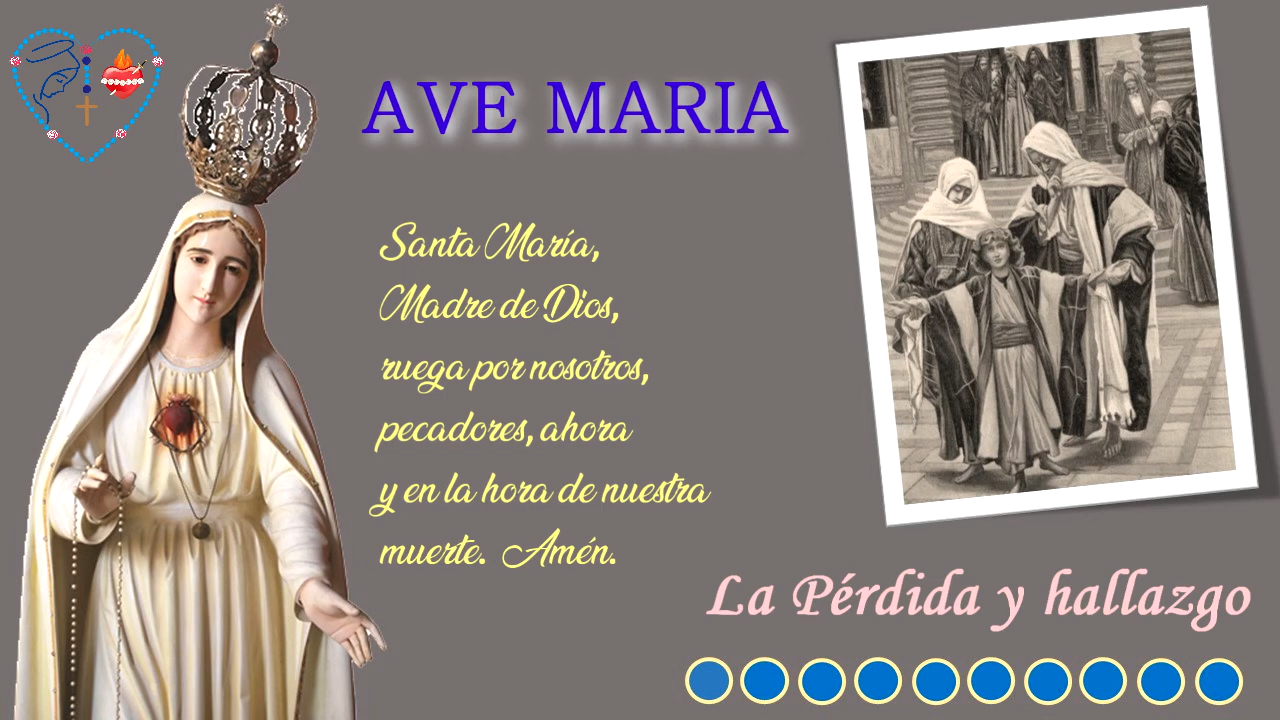 AVE MARIA
Santa María,
Madre de Dios,
ruega por nosotros,
pecadores, ahora
y en la hora de nuestra
muerte. Amén.
La Pérdida y hallazgo